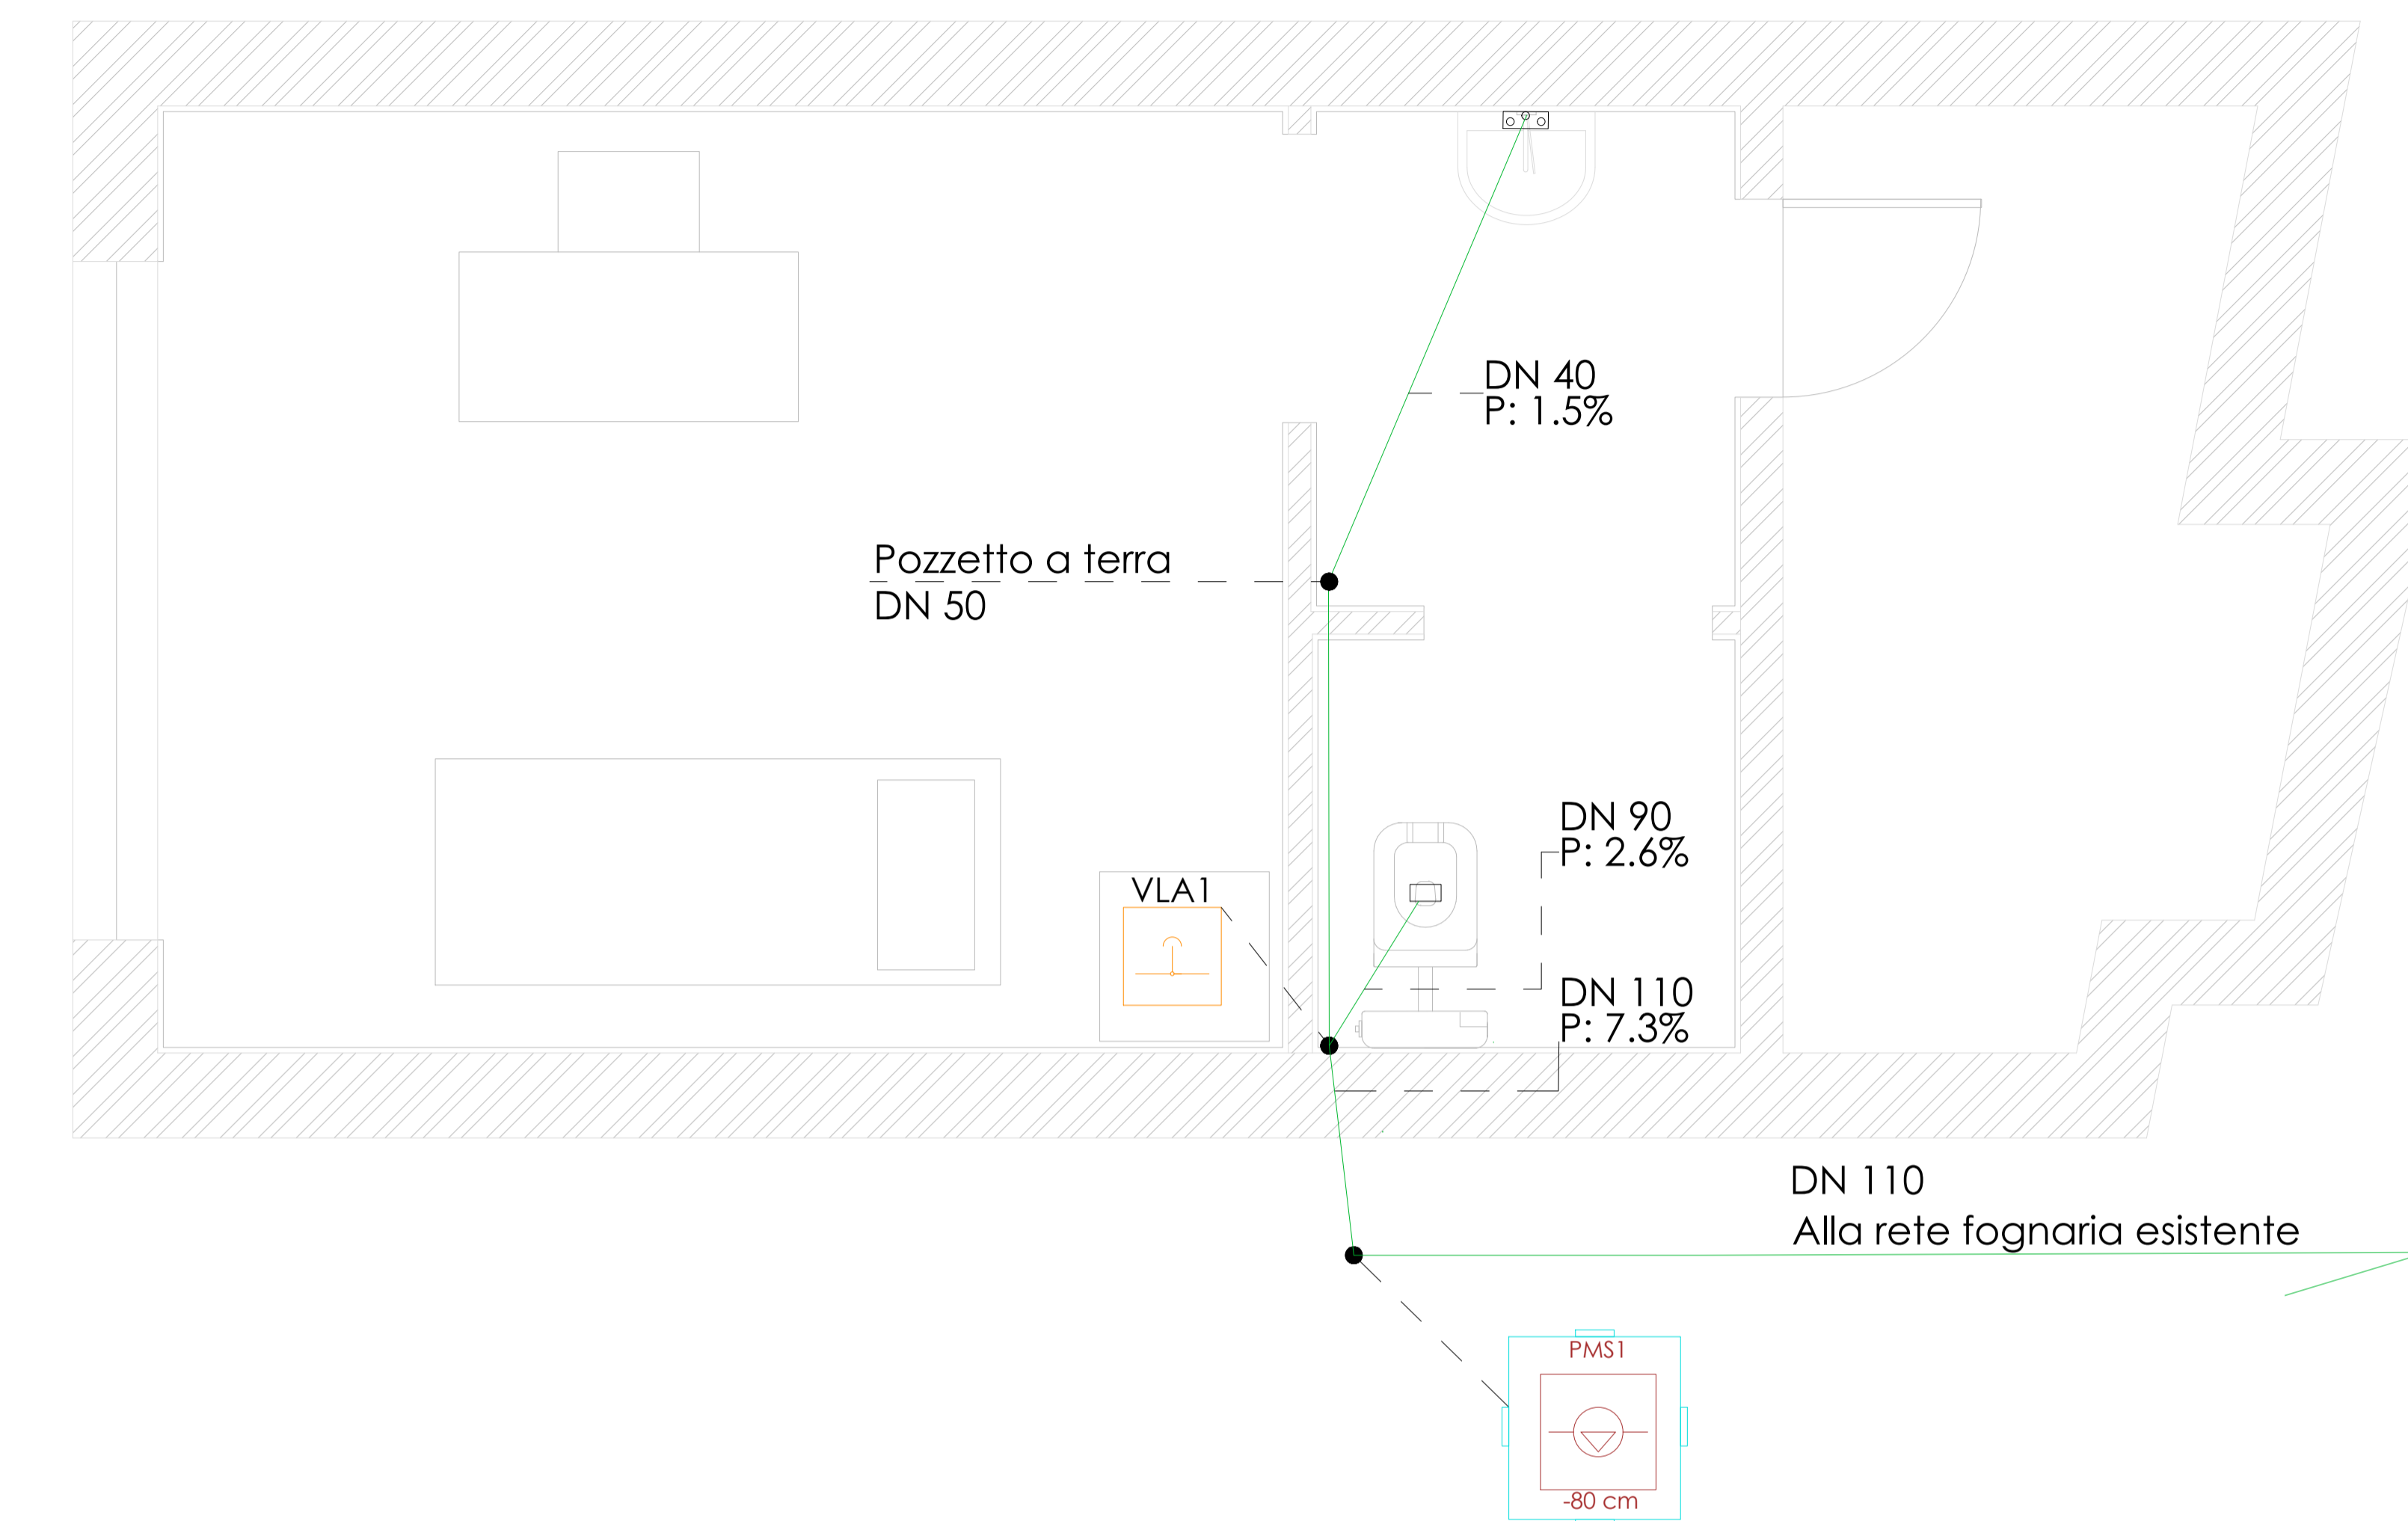 DN 40
P: 1.5%
Pozzetto a terra
DN 50
DN 90
P: 2.6%
VLA1
DN 110
P: 7.3%
DN 110
Alla rete fognaria esistente
PMS1
-80 cm